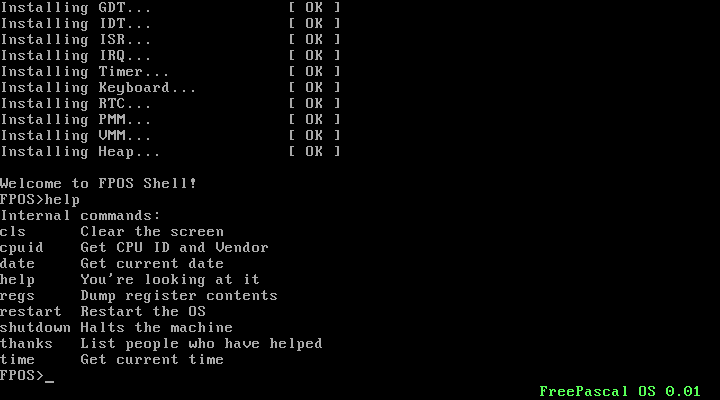 Installing GDT... [ OK ]
Installing IDT... [ OK ]
Installing ISR... [ OK ]
Installing IRQ... [ OK ]
Installing Timer... [ OK ]
Installing Keyboard... [ OK ]
Installing RTC... [ OK ]
Installing PMM... [ OK ]
Installing VMM... [ OK ]
Installing Heap... [ OK ]
Welcome to FPOS Shell!
FPOS>help
Internal commands:
cls Clear the screen
cpuid Get CPU ID and Vendor
date Get current date
help You're looking at it
regs Dump register contents
restart Restart the OS
shutdown Halts the machine
thanks List people who have helped
time Get current time
FPOS>_
FreePascal OS 0.01